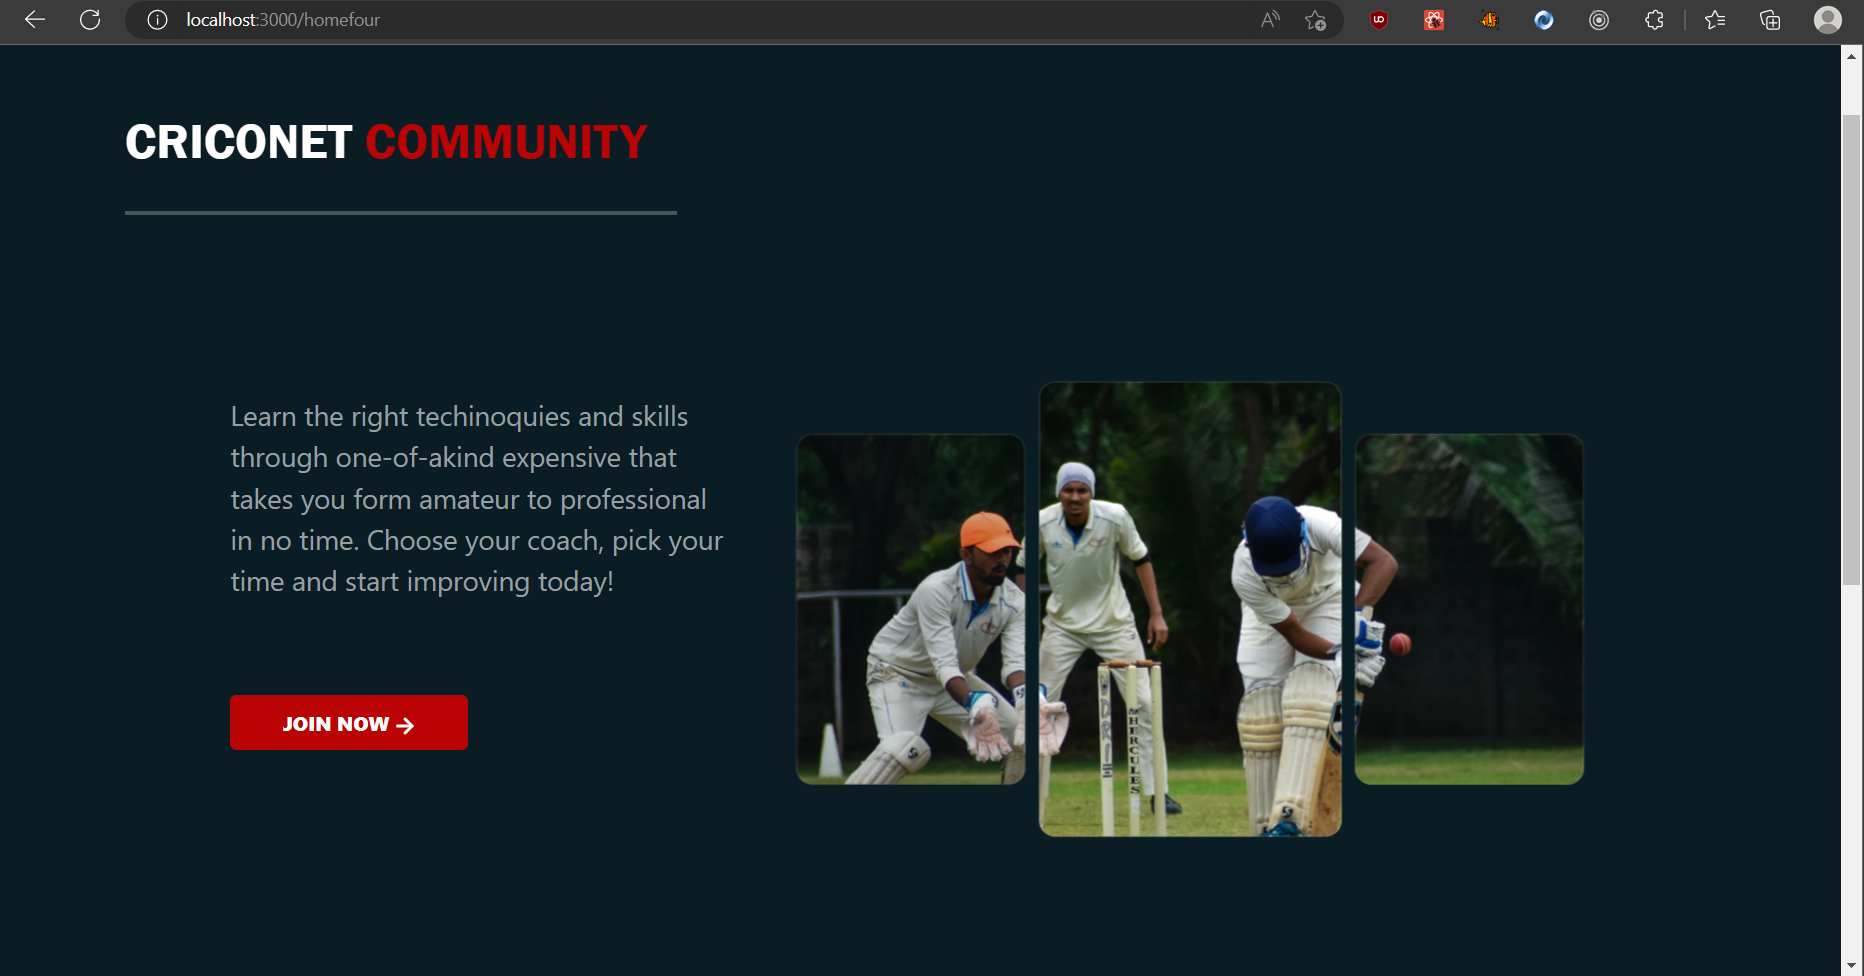 localhost:3000/homefour
CRICONET COMMUNITY
Learn the right techinoquies and skills
through one-of-akind expensive that
takes you form amateur to professional
in no time. Choose your coach, pick your
time and start improving today!
JOIN NOW →
HERCULES